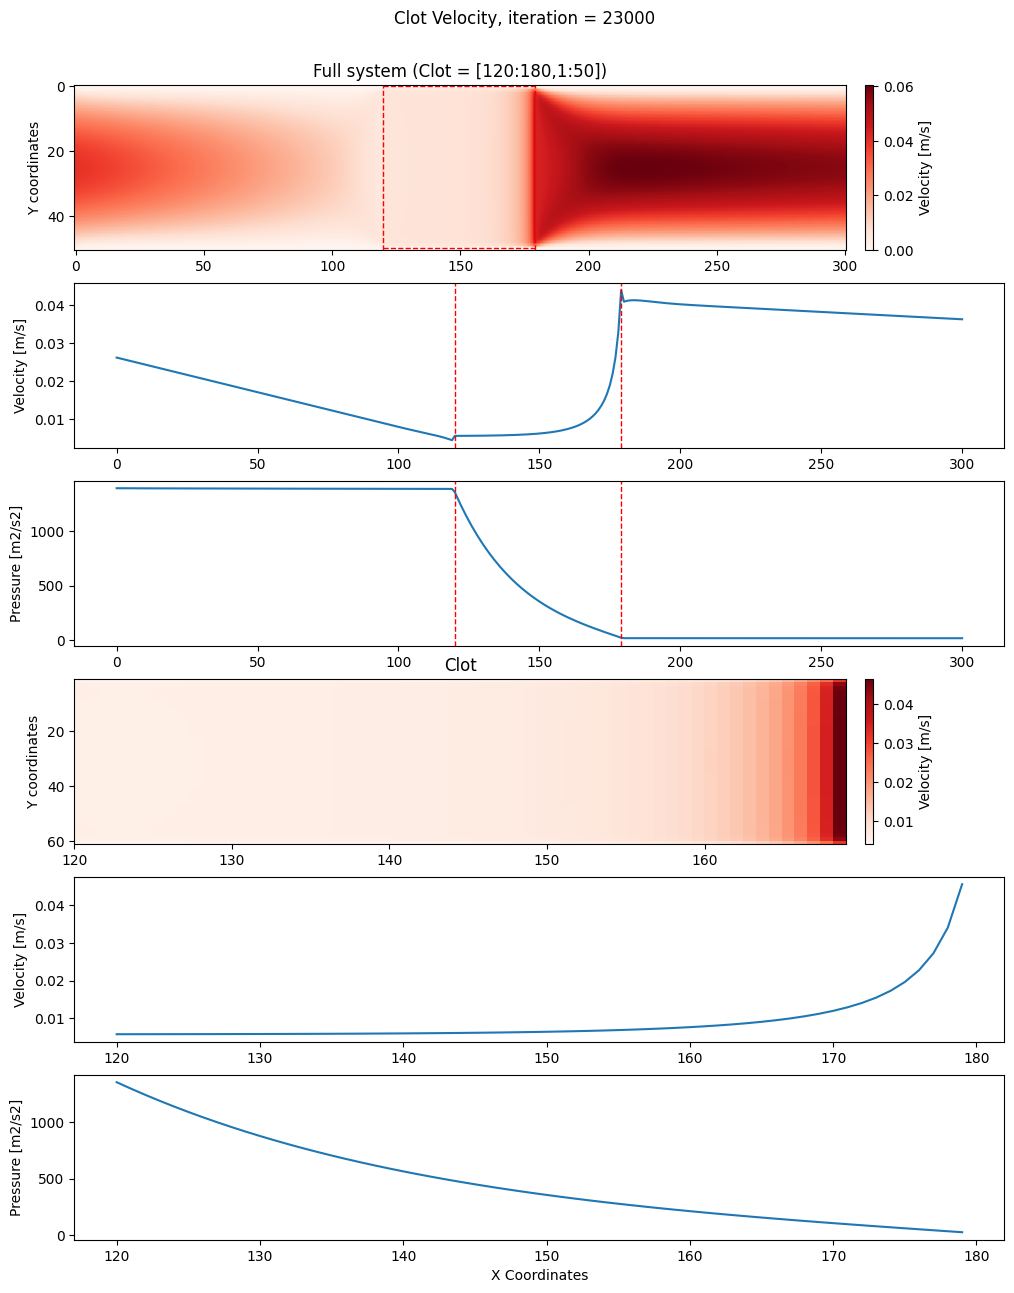 Clot Velocity, iteration = 23000
Full system (Clot = [120:180,1:50])
0
20
40
Y coordinates
0 50 100 150 200 250 300
0.06
0.04
0.02
0.00
Velocity [m/s]
0.04
0.03
0.02
0.01
Velocity [m/s]
0 50 100 150 200 250 300
1000
500
0
Pressure [m2/s2]
0 50 100 150 200 250 300
Clot
20
40
60
Y coordinates
120 130 140 150 160
0.04
0.03
0.02
0.01
Velocity [m/s]
0.04
0.03
0.02
0.01
Velocity [m/s]
120 130 140 150 160 170 180
1000
500
0
Pressure [m2/s2]
120 130 140 150 160 170 180
X Coordinates